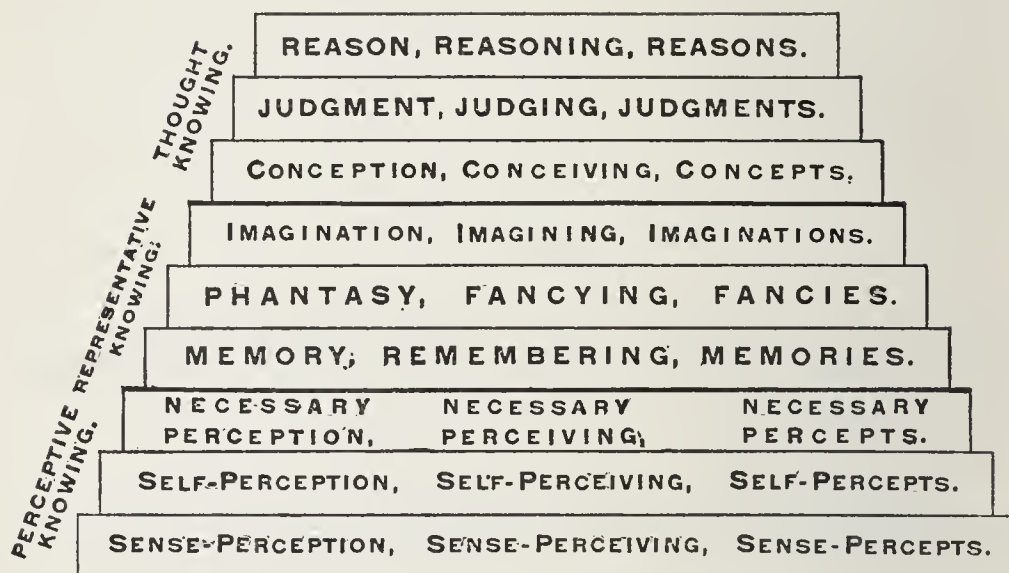 THOUGHT
KNOWING.
REASON, REASONING, REASONS.
JUDGMENT, JUDGING, JUDGMENTS.
CONCEPTION, CONCEIVING, CONCEPTS.
REPRESENTATIVE
KNOWING.
IMAGINATION, IMAGINING, IMAGINATIONS.
PHANTASY, FANCYING, FANCIES.
MEMORY, REMEMBERING, MEMORIES.
PERCEPTIVE
KNOWING.
NECESSARY NECESSARY NECESSARY
PERCEPTION, PERCEIVING, PERCEPTS.
SELF-PERCEPTION, SELF-PERCEIVING, SELF-PERCEPTS.
SENSE-PERCEPTION, SENSE-PERCEIVING, SENSE-PERCEPTS.